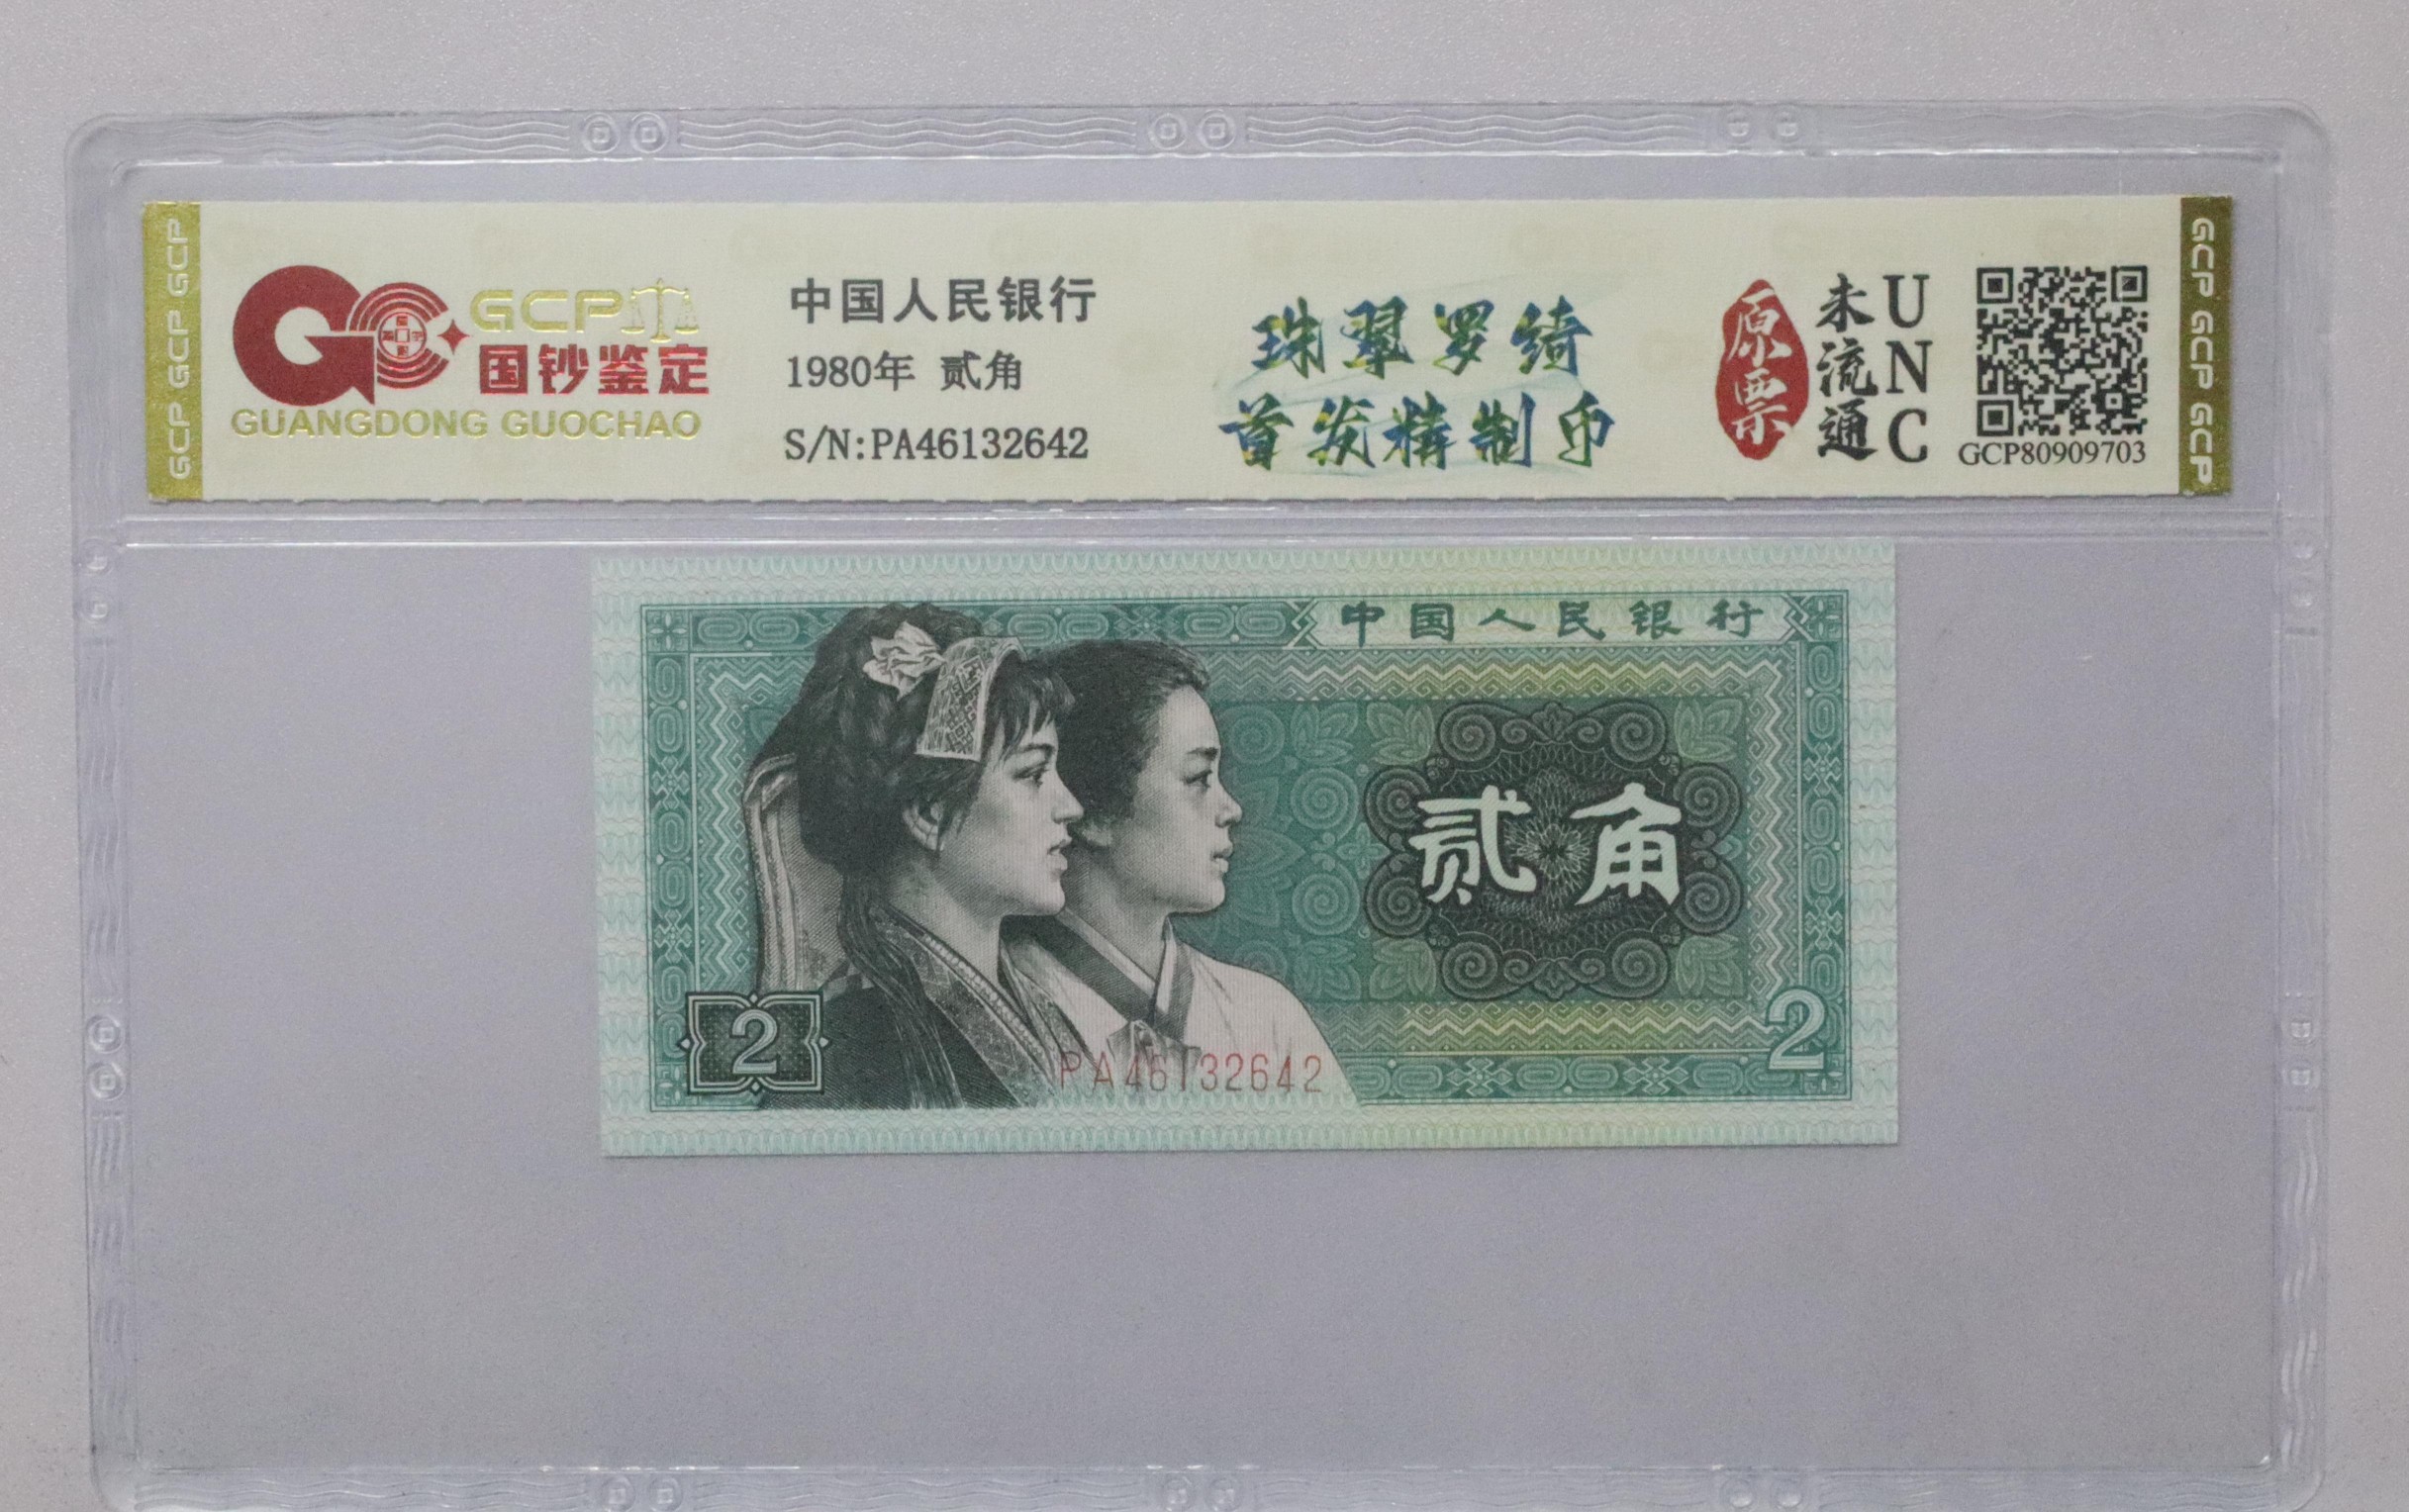 GCP GCP GCP
GCP
国钞鉴定
GUANGDONG GUOCHAO
中国人民银行
1980年 贰角
S/N:PA46132642
珠翠罗绮
首发精制币
原票
未流通
UNC
GCP80909703
GCP GCP GCP
中国人民银行
贰角
2
2
PA46132642